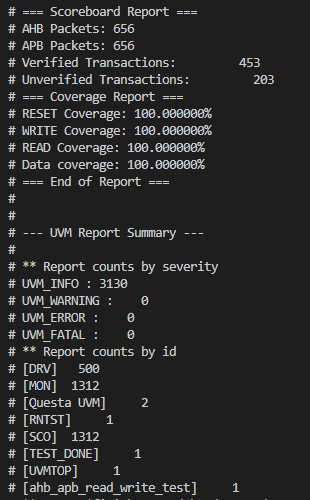 # === Scoreboard Report ===
# AHB Packets: 656
# APB Packets: 656
# Verified Transactions:         453
# Unverified Transactions:         203
# === Coverage Report ===
# RESET Coverage: 100.000000%
# WRITE Coverage: 100.000000%
# READ Coverage: 100.000000%
# Data coverage: 100.000000%
# === End of Report ===
#
#
# --- UVM Report Summary ---
#
# ** Report counts by severity
# UVM_INFO : 3130
# UVM_WARNING :    0
# UVM_ERROR :    0
# UVM_FATAL :    0
# ** Report counts by id
# [DRV]   500
# [MON]  1312
# [Questa UVM]     2
# [RNTST]     1
# [SCO]  1312
# [TEST_DONE]     1
# [UVMTOP]     1
# [ahb_apb_read_write_test]     1